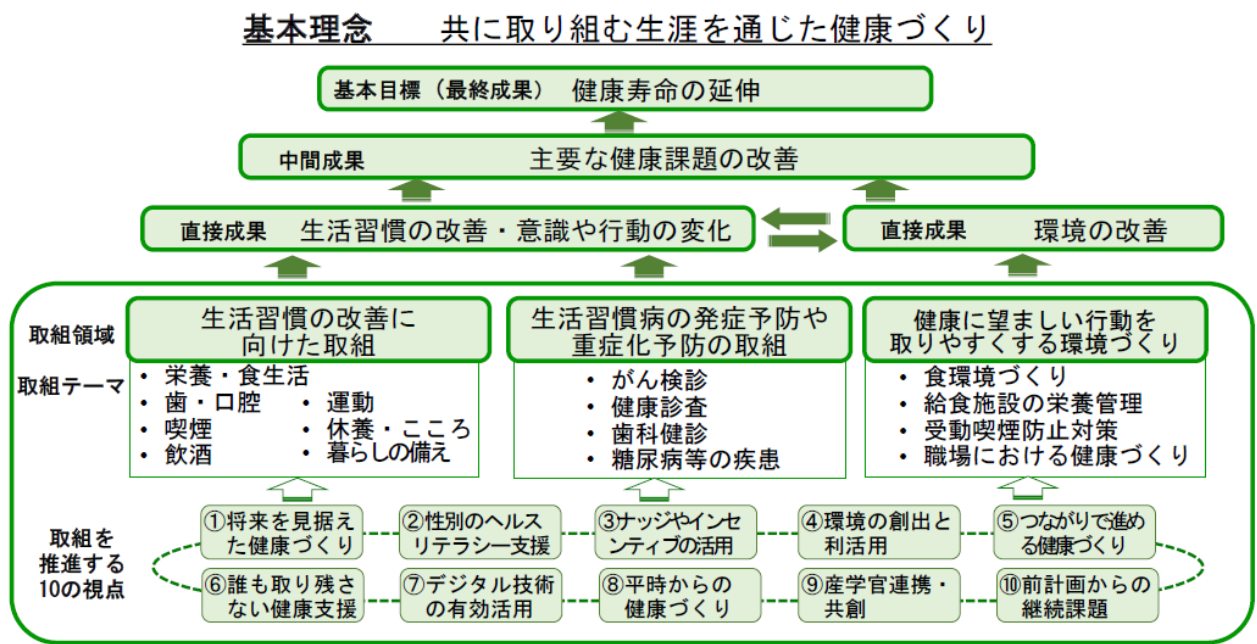 基本理念　共に取り組む生涯を通じた健康づくり
基本目標（最終成果） 健康寿命の延伸
中間成果　主要な健康課題の改善
直接成果　生活習慣の改善・意識や行動の変化
直接成果　環境の改善
取組領域
生活習慣の改善に
向けた取組
生活習慣病の発症予防や
重症化予防の取組
健康に望ましい行動を
取りやすくする環境づくり
取組テーマ
・栄養・食生活
・歯・口腔
・喫煙
・飲酒
・運動
・休養・こころ
・暮らしの備え
・がん検診
・健康診査
・歯科健診
・糖尿病等の疾患
・食環境づくり
・給食施設の栄養管理
・受動喫煙防止対策
・職場における健康づくり
取組を
推進する
10の視点
①将来を見据え
た健康づくり
②性別のヘルス
リテラシー支援
③ナッジやインセ
ンティブの活用
④環境の創出と
利活用
⑤つながりで進め
る健康づくり
⑥誰も取り残さ
ない健康支援
⑦デジタル技術
の有効活用
⑧平時からの
健康づくり
⑨産学官連携・
共創
⑩前計画からの
継続課題